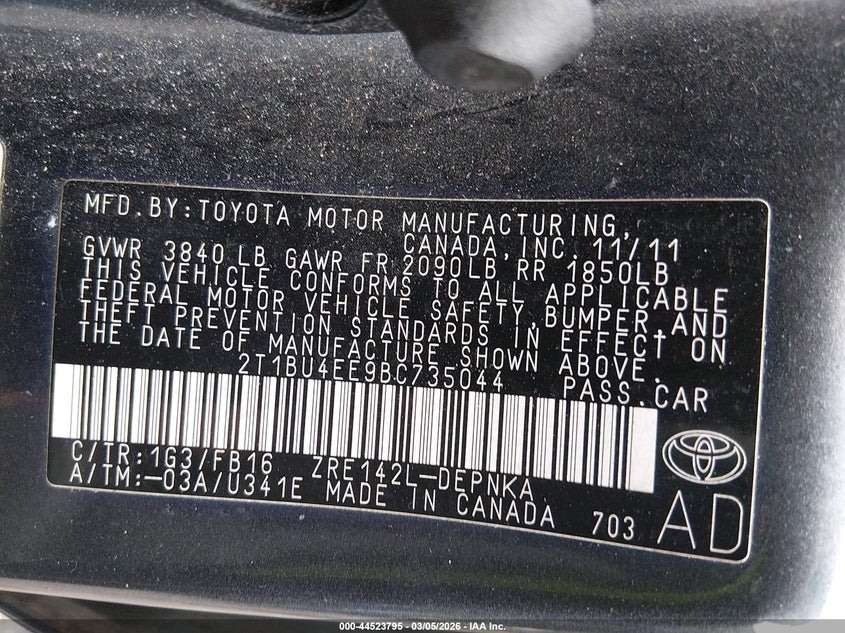 MFD.BY:TOYOTA MOTOR MANUFACTURING,
CANADA,INC. 11/11
GVWR 3840 LB GAWR FR 2090LB RR 1850LB
THIS VEHICLE CONFORMS TO ALL APPLICABLE
FEDERAL MOTOR VEHICLE SAFETY,BUMPER,AND
THEFT PREVENTION STANDARDS IN EFFECT ON
THE DATE OF MANUFACTURE SHOWN ABOVE.
2T1BU4EE9BC735044 PASS.CAR
C/TR:1G3/FB16 ZRE142L-DEPNKA
A/TM:-03A/U341E MADE IN CANADA 703
AD
000-44523795 - 03/05/2026 - IAA Inc.